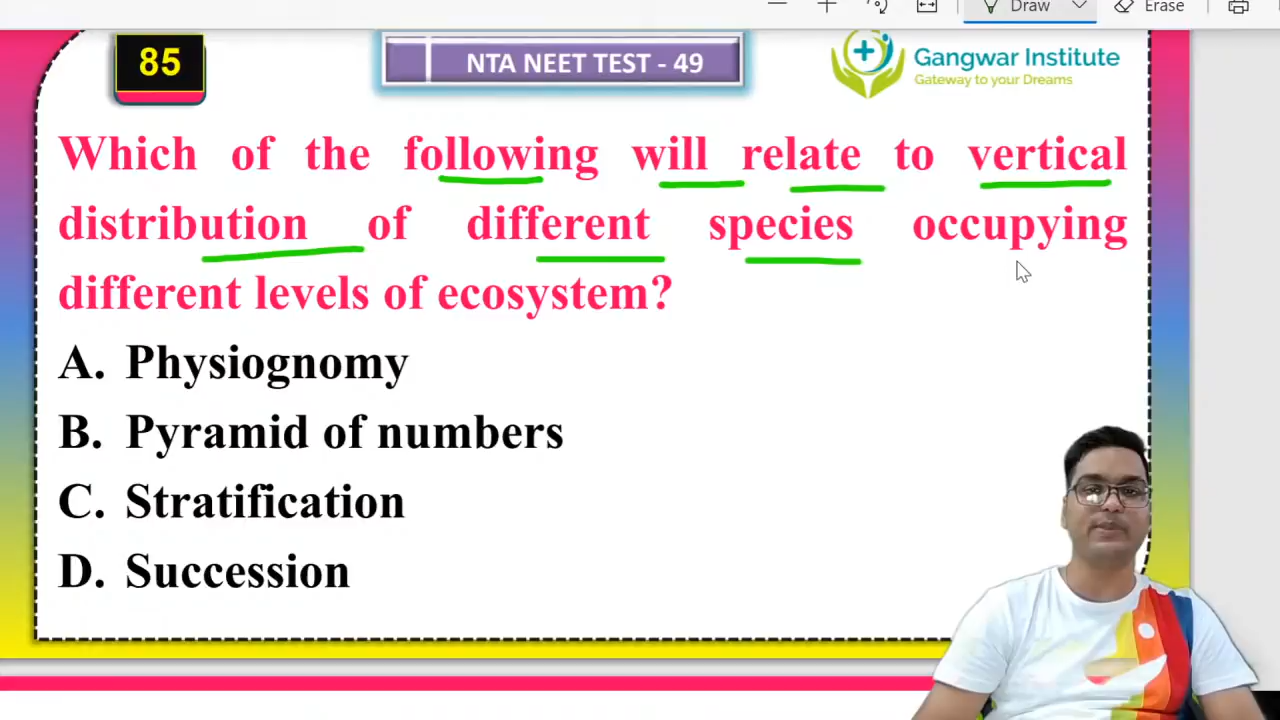 Draw
Erase
85
NTA NEET TEST - 49
Gangwar Institute
Gateway to your Dreams
Which of the following will relate to vertical
distribution of different species occupying
different levels of ecosystem?
A. Physiognomy
B. Pyramid of numbers
C. Stratification
D. Succession